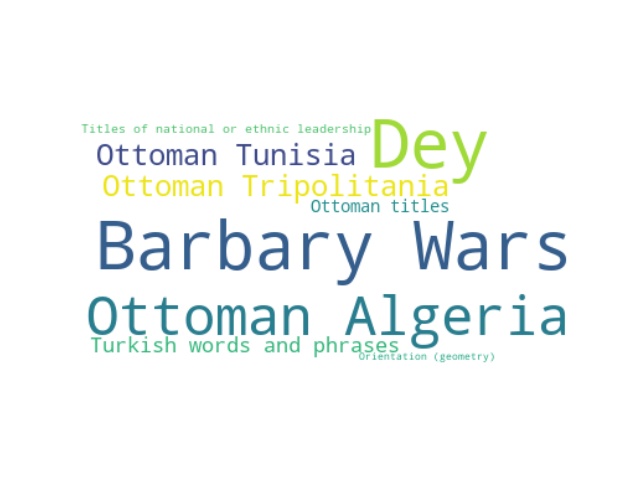 Titles of national or ethnic leadership
Dey
Ottoman Tunisia
Ottoman Tripolitania
Ottoman titles
Barbary Wars
Ottoman Algeria
Turkish words and phrases
Orientation (geometry)